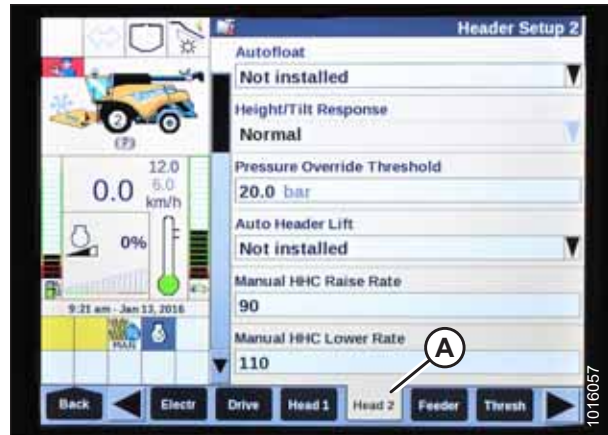 Header Setup 2
Autofloat
Not installed
Height/Tilt Response
Normal
Pressure Override Threshold
20.0 bar
Auto Header Lift
Not installed
Manual HHC Raise Rate
90
Manual HHC Lower Rate
110
2
(P)
12.0
6.0
0.0 km/h
0%
9:21 am - Jan 13, 2016
MAN
A
Back
Electr
Drive
Head 1
Head 2
Feeder
Thresh
1016057